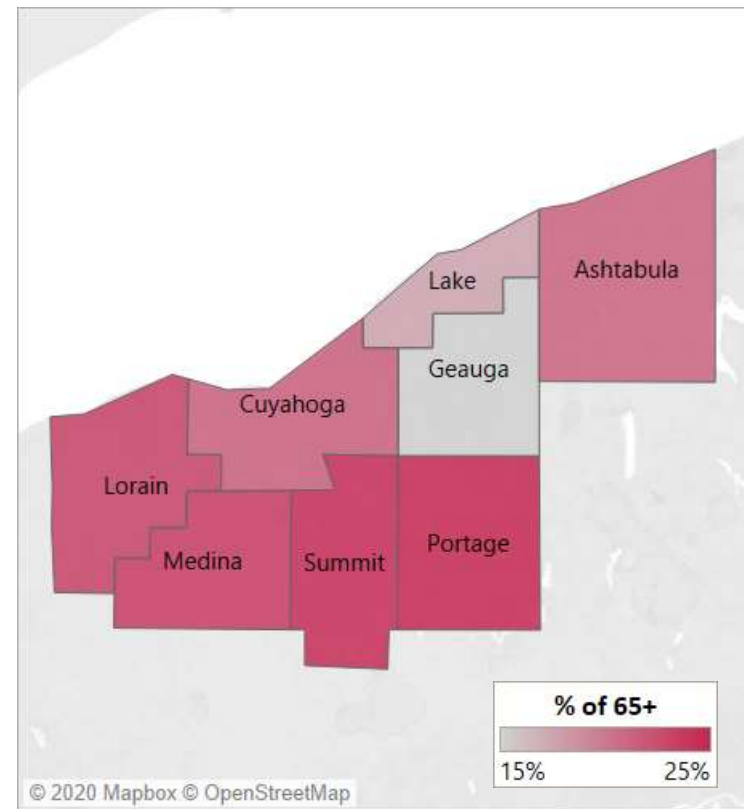 Ashtabula
Lake
Geauga
Cuyahoga
Lorain
Medina
Summit
Portage
% of 65+
15%
25%
© 2020 Mapbox © OpenStreetMap